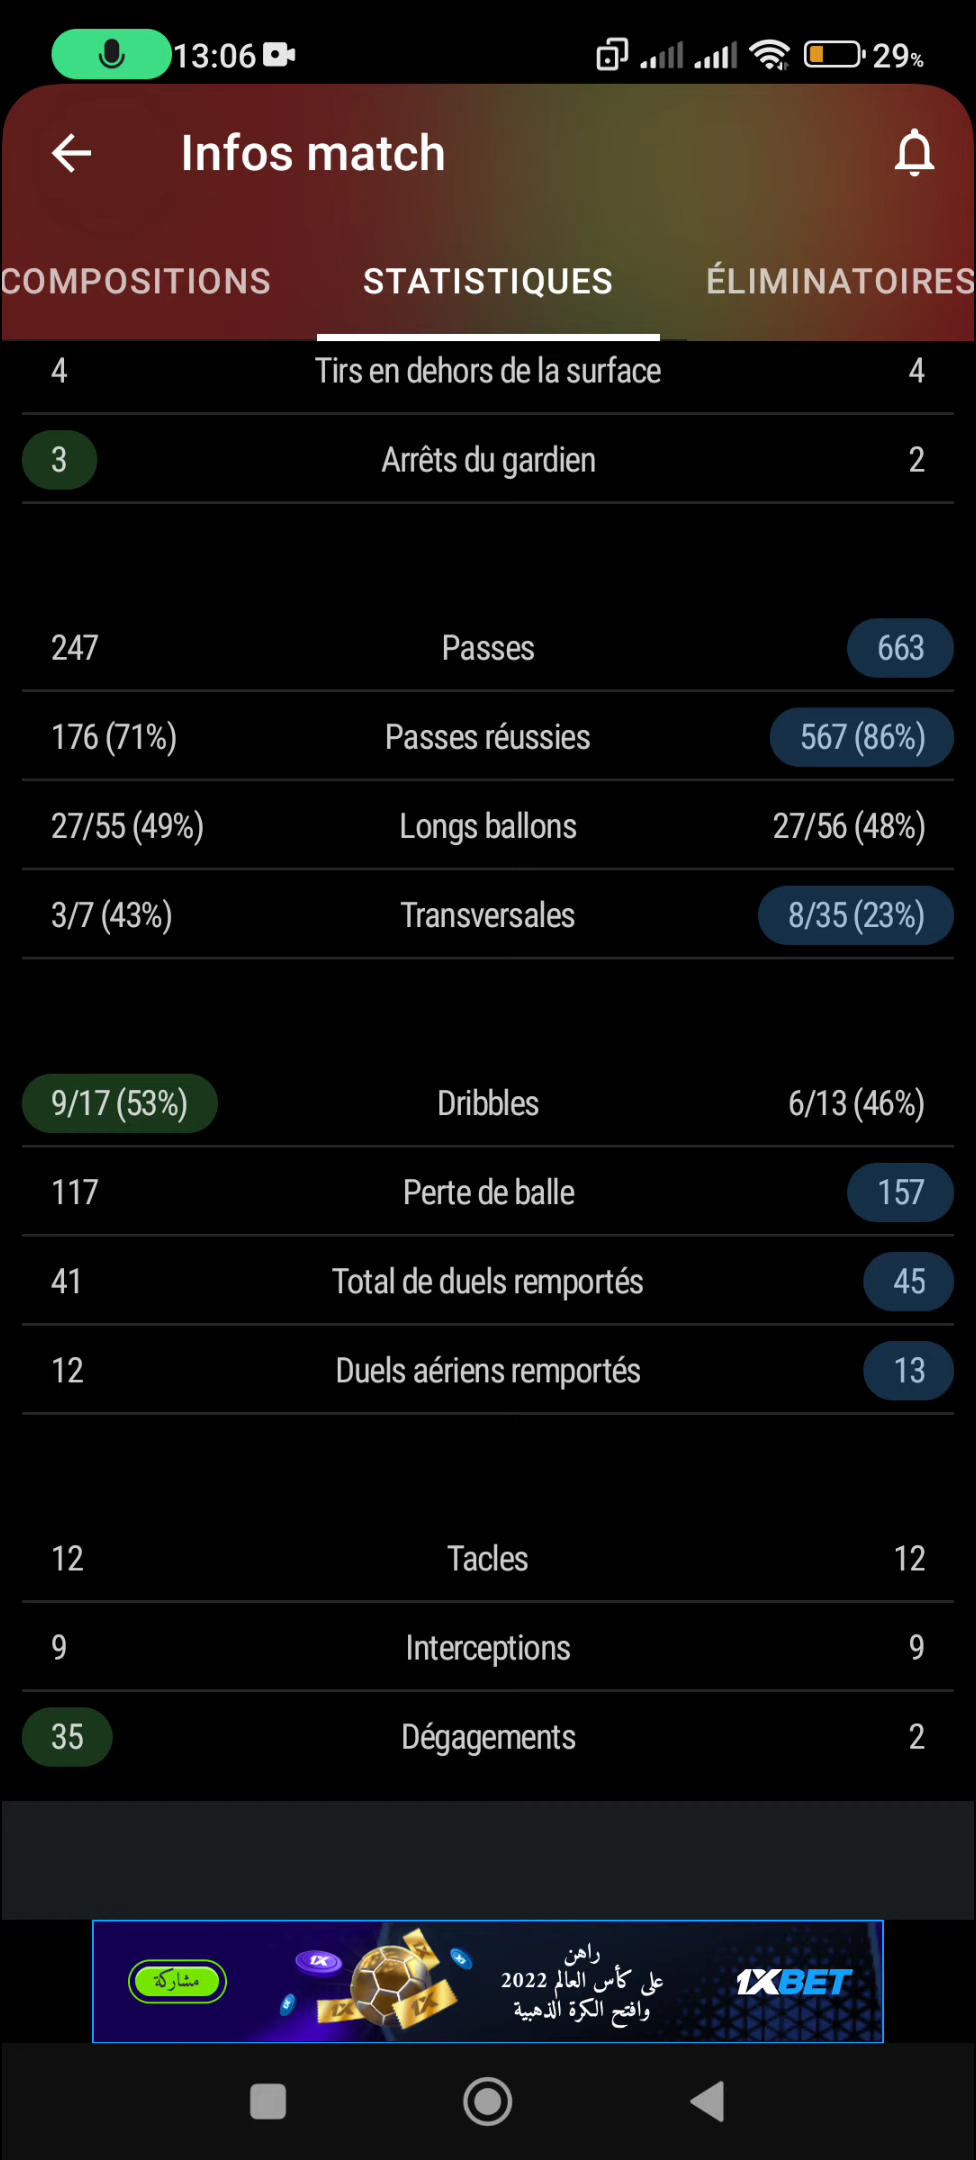 13:06
29%
Infos match
COMPOSITIONS STATISTIQUES ÉLIMINATOIRES
4 Tirs en dehors de la surface 4
3 Arrêts du gardien 2
247 Passes 663
176 (71%) Passes réussies 567 (86%)
27/55 (49%) Longs ballons 27/56 (48%)
3/7 (43%) Transversales 8/35 (23%)
9/17 (53%) Dribbles 6/13 (46%)
117 Perte de balle 157
41 Total de duels remportés 45
12 Duels aériens remportés 13
12 Tacles 12
9 Interceptions 9
35 Dégagements 2
راهن
على كأس العالم 2022
وافتح الكرة الذهبية
مشاركة
1XBET
1X
1X
1X